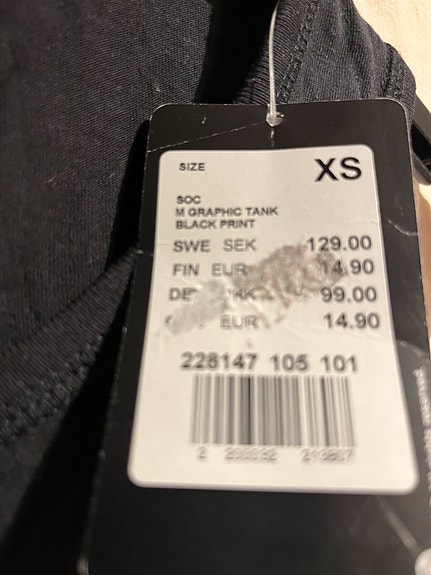 SIZE XS
SOC
M GRAPHIC TANK
BLACK PRINT
SWE SEK 129.00
FIN EUR 14.90
99.00
EUR 14.90
228147 105 101